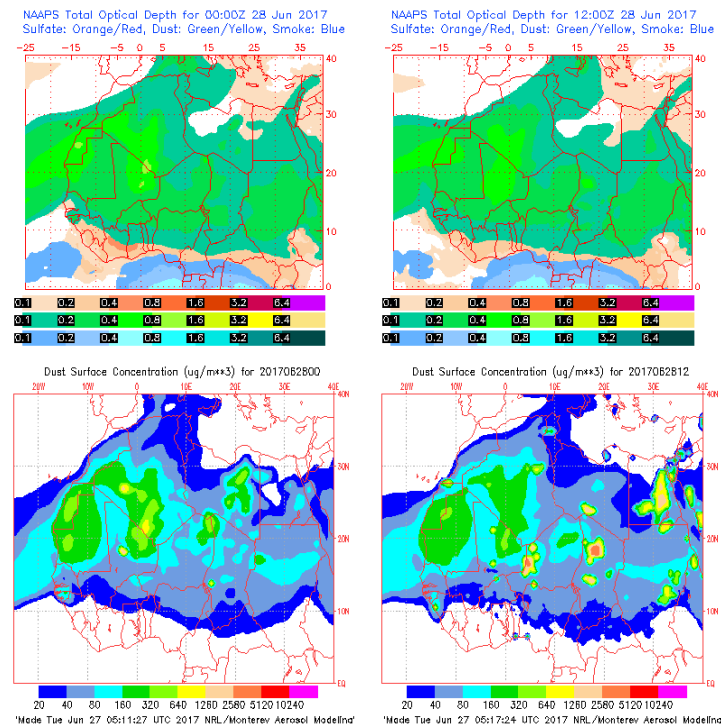 NAAPS Total Optical Depth for 00:00Z 28 Jun 2017
Sulfate: Orange/Red, Dust: Green/Yellow, Smoke: Blue
-25 -15 -5 0 5 15 25 35
40
30
20
10
0
0.1 0.2 0.4 0.8 1.6 3.2 6.4
0.1 0.2 0.4 0.8 1.6 3.2 6.4
0.1 0.2 0.4 0.8 1.6 3.2 6.4
NAAPS Total Optical Depth for 12:00Z 28 Jun 2017
Sulfate: Orange/Red, Dust: Green/Yellow, Smoke: Blue
-25 -15 -5 0 5 15 25 35
40
30
20
10
0
0.1 0.2 0.4 0.8 1.6 3.2 6.4
0.1 0.2 0.4 0.8 1.6 3.2 6.4
0.1 0.2 0.4 0.8 1.6 3.2 6.4
Dust Surface Concentration (ug/m**3) for 2017062800
20W 10W 0 10E 20E 30E 40E
40N
30N
20N
10N
EQ
20 40 80 160 320 640 1280 2560 5120 10240
'Made Tue Jun 27 05:11:27 UTC 2017 NRL/Monterey Aerosol Modeling'
Dust Surface Concentration (ug/m**3) for 2017062812
20W 10W 0 10E 20E 30E 40E
40N
30N
20N
10N
EQ
20 40 80 160 320 640 1280 2560 5120 10240
'Made Tue Jun 27 05:17:24 UTC 2017 NRL/Monterey Aerosol Modeling'